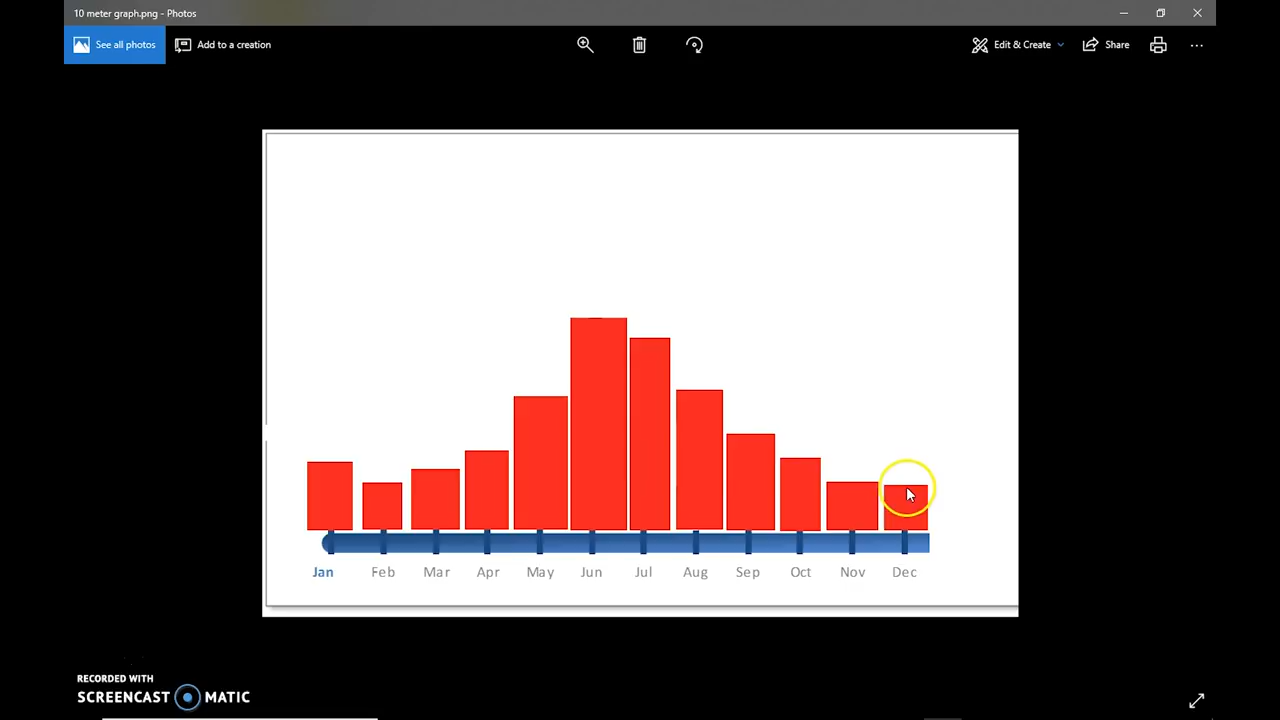 10 meter graph.png - Photos
See all photos
Add to a creation
Edit & Create
Share
Jan Feb Mar Apr May Jun Jul Aug Sep Oct Nov Dec
RECORDED WITH
SCREENCAST MATIC